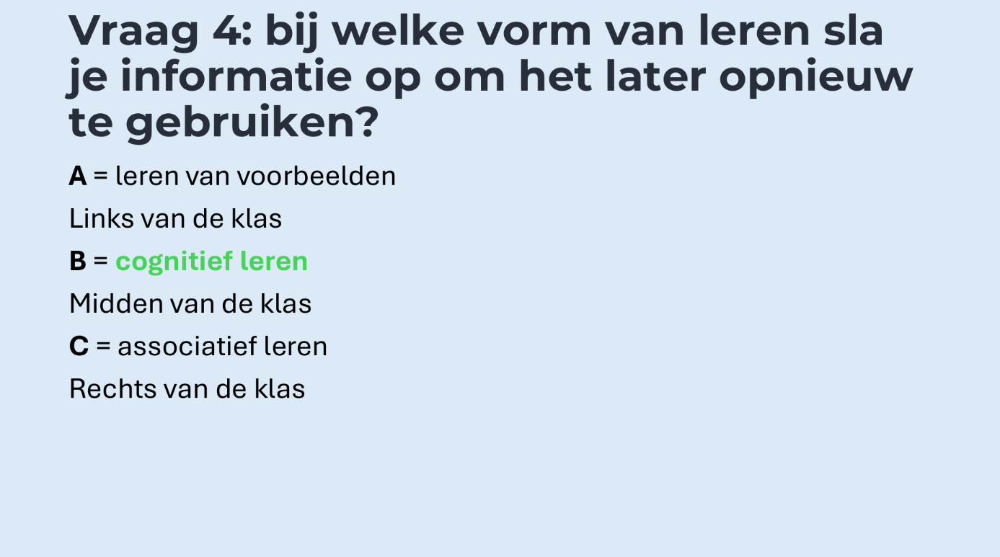 Vraag 4: bij welke vorm van leren sla
je informatie op om het later opnieuw
te gebruiken?
A = leren van voorbeelden
Links van de klas
B = cognitief leren
Midden van de klas
C = associatief leren
Rechts van de klas